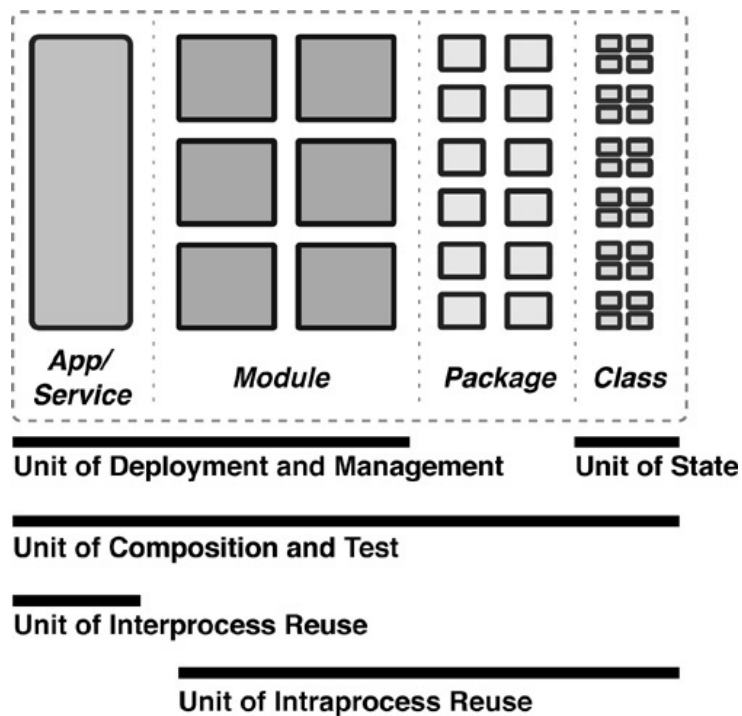 App/
Service
Module
Package
Class
Unit of Deployment and Management
Unit of State
Unit of Composition and Test
Unit of Interprocess Reuse
Unit of Intraprocess Reuse